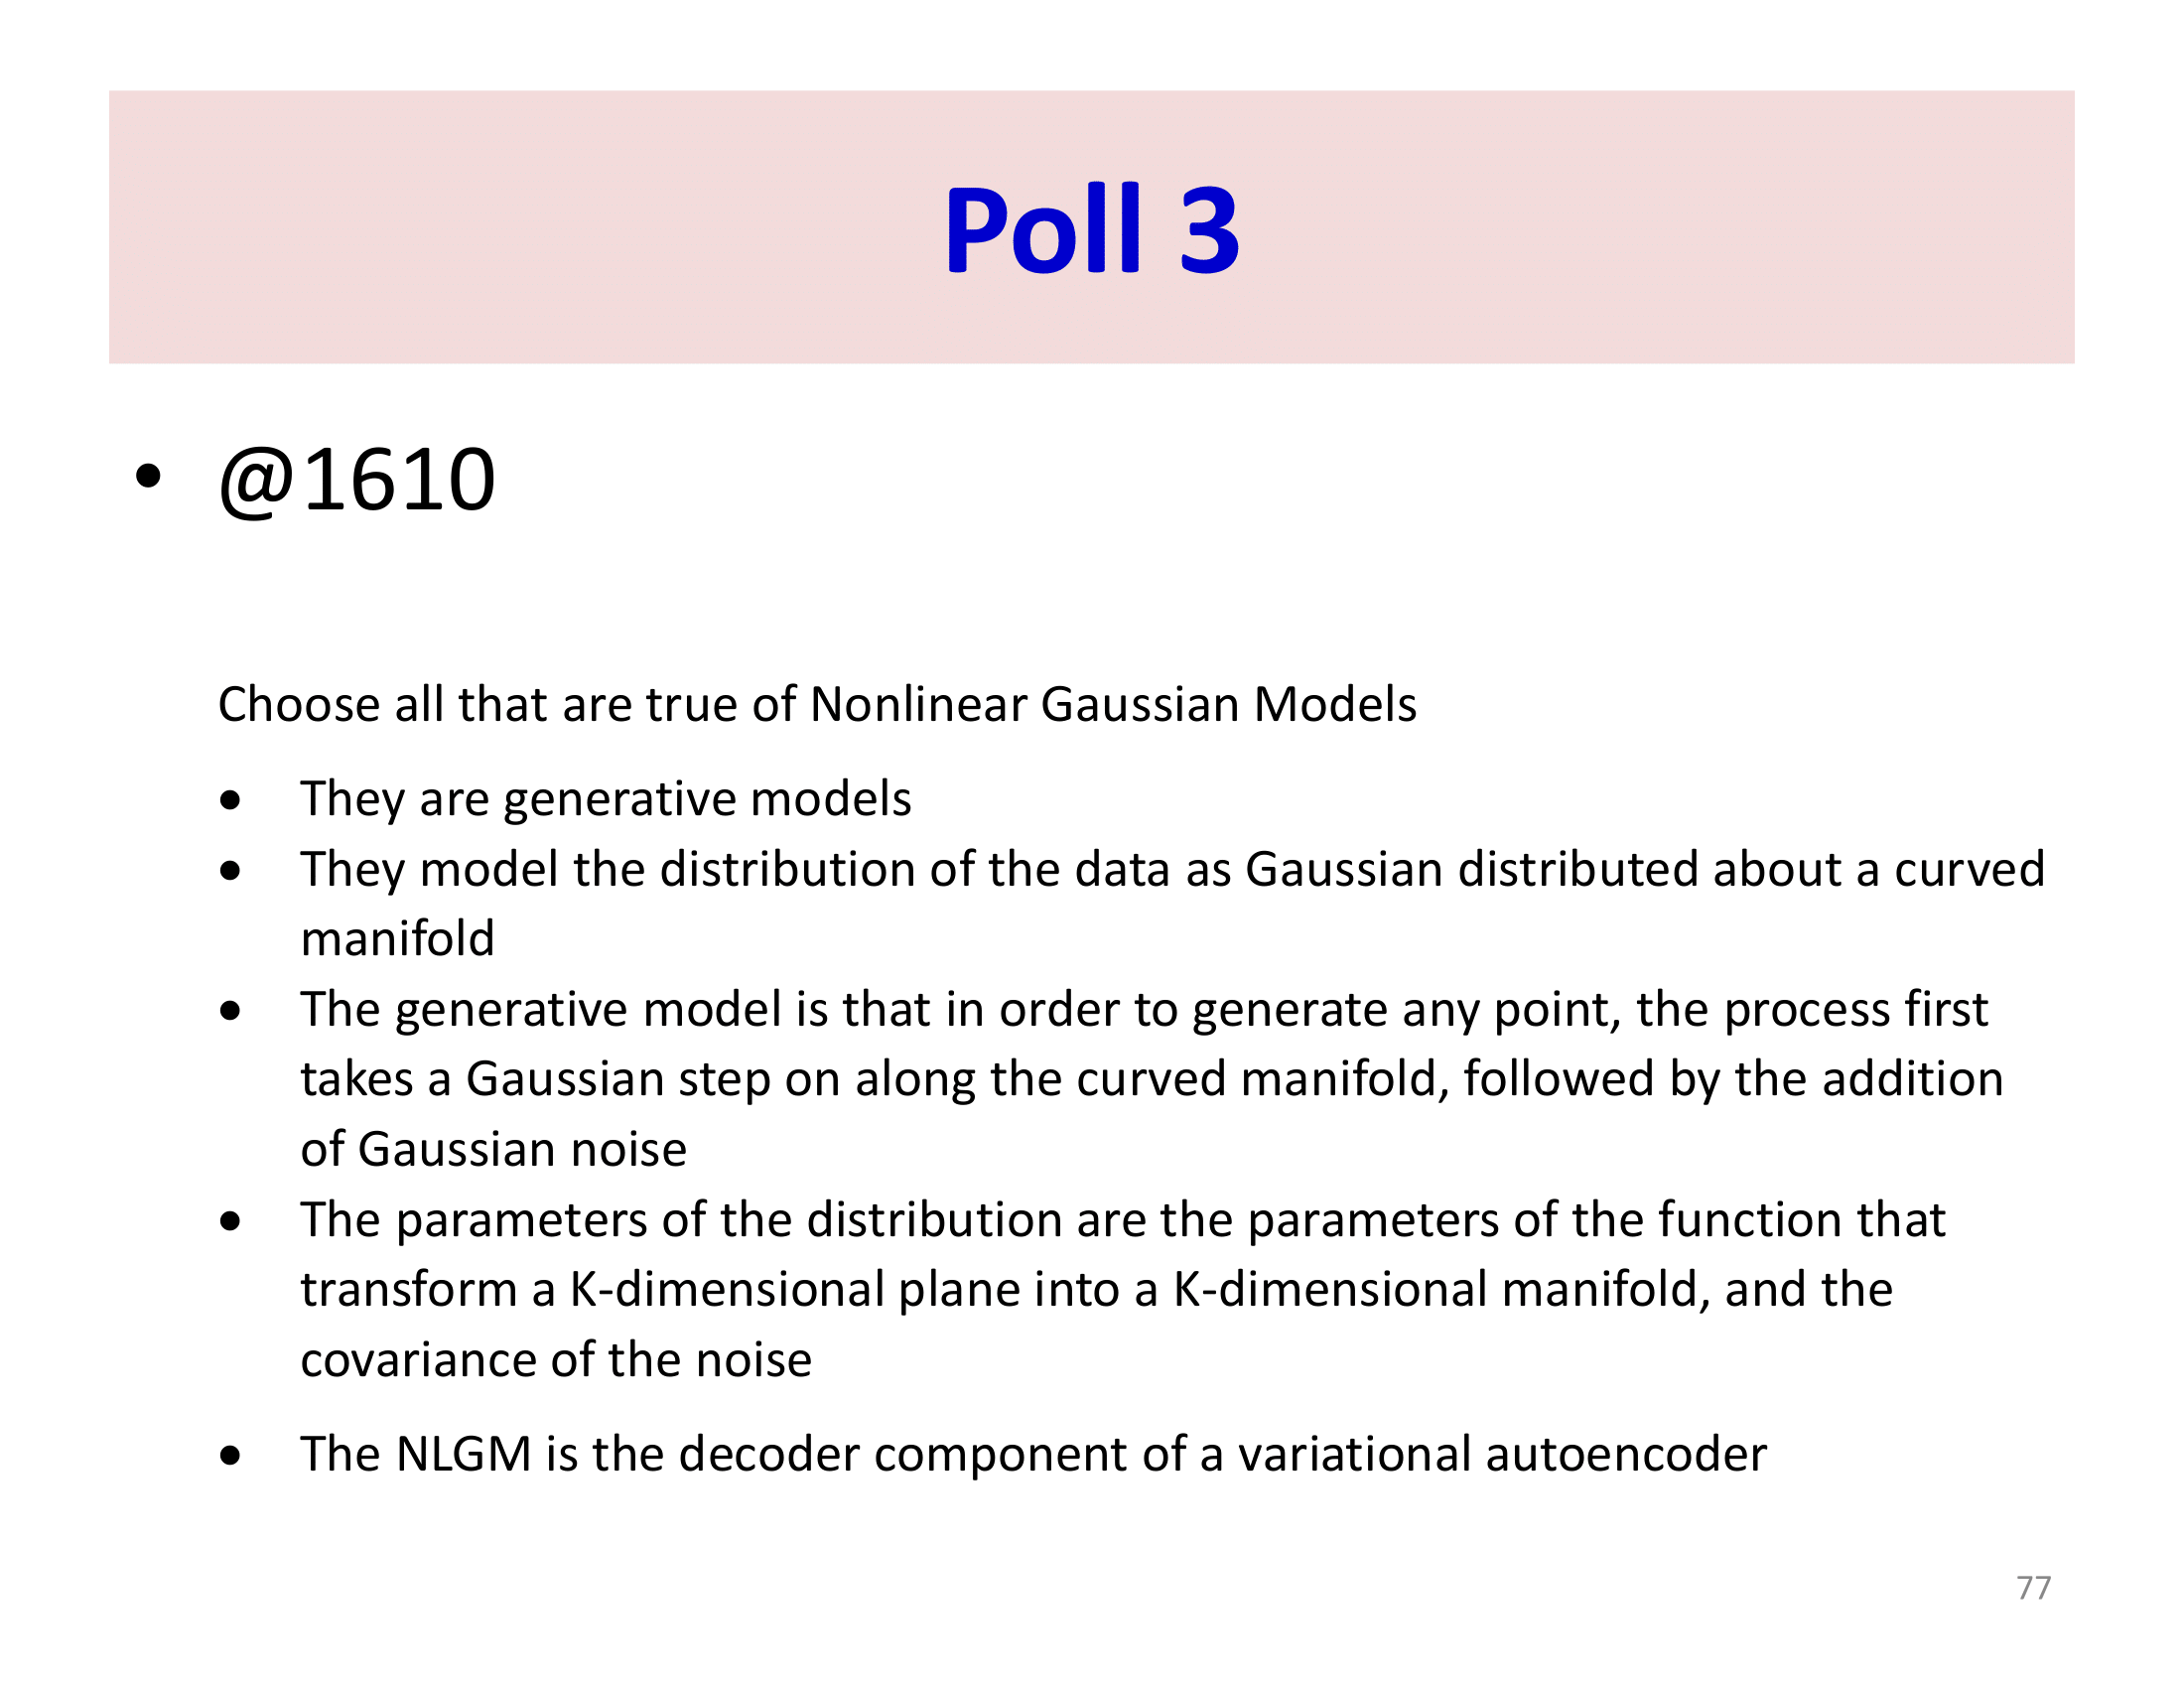 Poll 3
• @1610
Choose all that are true of Nonlinear Gaussian Models
• They are generative models
• They model the distribution of the data as Gaussian distributed about a curved
manifold
• The generative model is that in order to generate any point, the process first
takes a Gaussian step on along the curved manifold, followed by the addition
of Gaussian noise
• The parameters of the distribution are the parameters of the function that
transform a K-dimensional plane into a K-dimensional manifold, and the
covariance of the noise
• The NLGM is the decoder component of a variational autoencoder
77